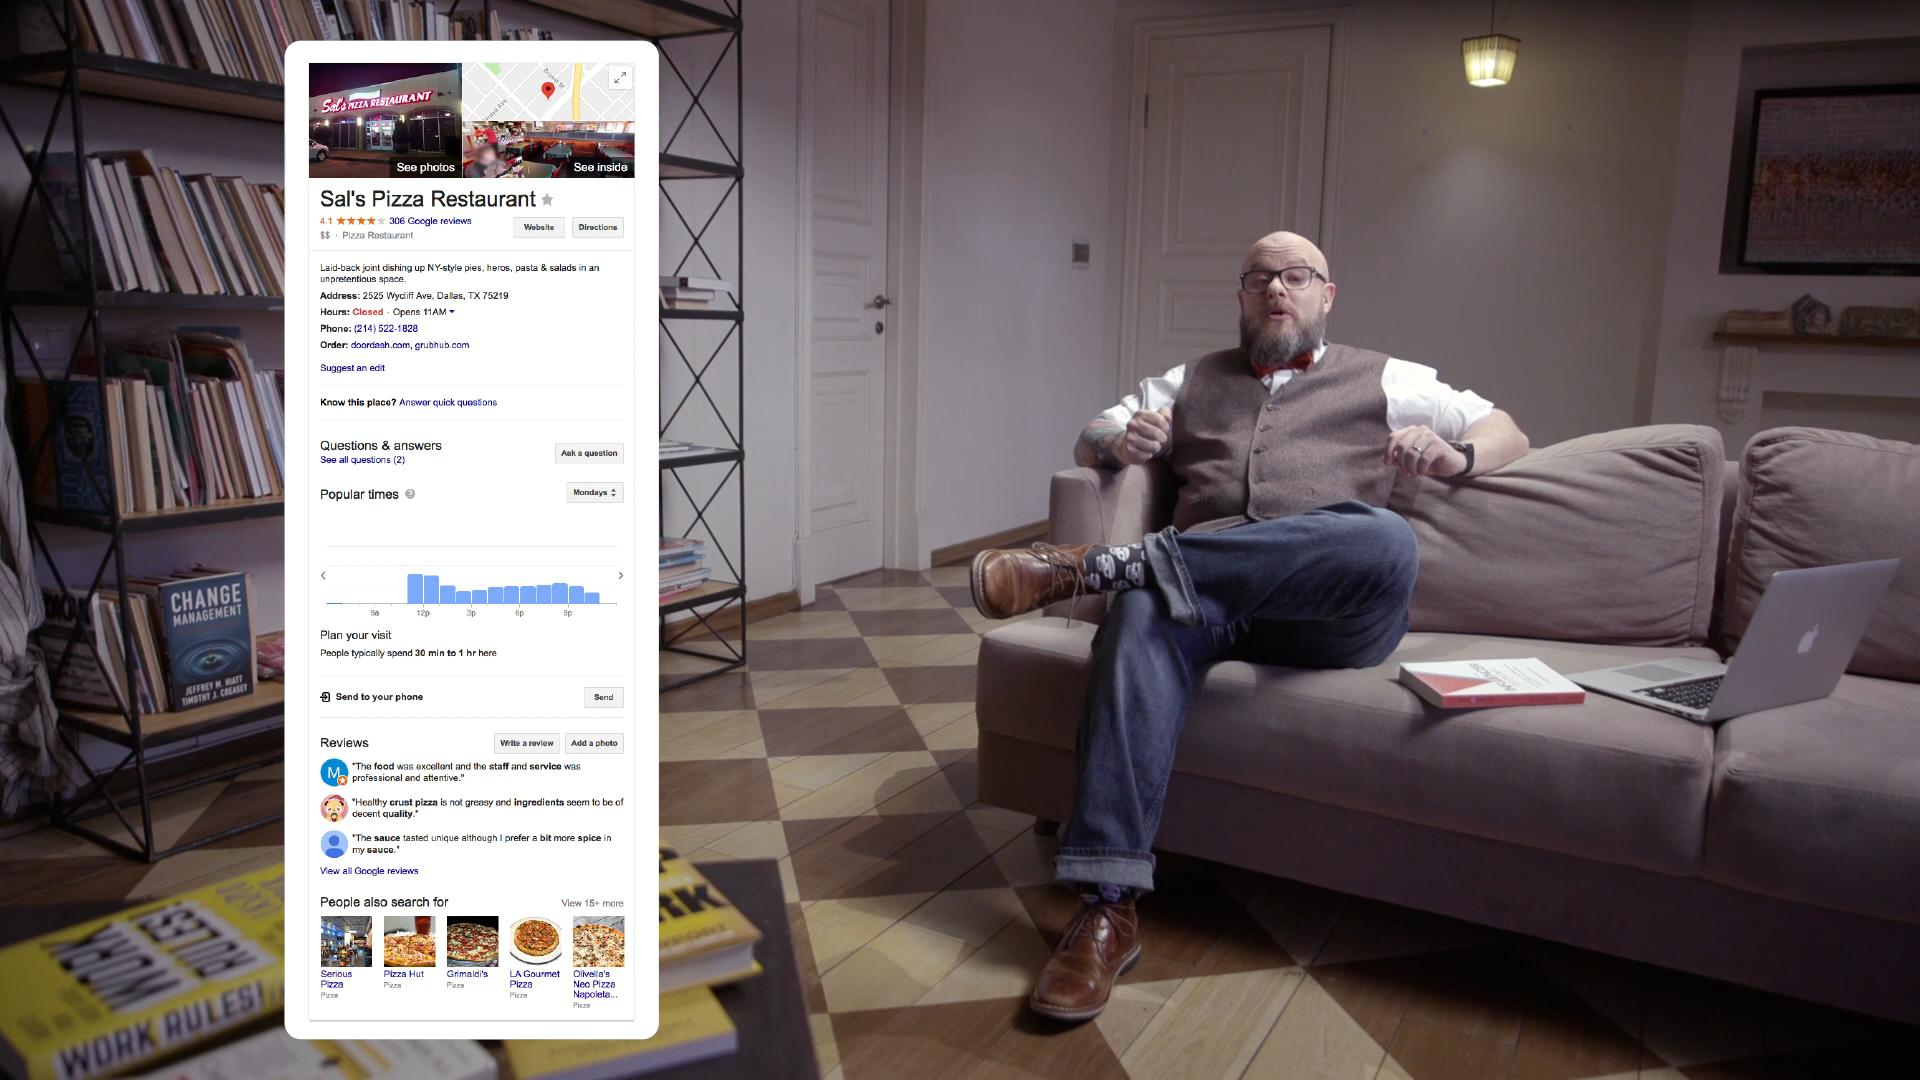 Sal's PIZZA RESTAURANT
See photos
See inside
Sal's Pizza Restaurant
4.1 306 Google reviews
$$ · Pizza Restaurant
Website
Directions
Laid-back joint dishing up NY-style pies, heros, pasta & salads in an
unpretentious space.
Address: 2525 Wycliff Ave, Dallas, TX 75219
Hours: Closed · Opens 11AM
Phone: (214) 522-1828
Order: doordash.com, grubhub.com
Suggest an edit
Know this place? Answer quick questions
Questions & answers
See all questions (2)
Ask a question
Popular times
Mondays
9a 12p 3p 6p 9p
Plan your visit
People typically spend 30 min to 1 hr here
Send to your phone
Send
Reviews
Write a review
Add a photo
M
"The food was excellent and the staff and service was
professional and attentive."
"Healthy crust pizza is not greasy and ingredients seem to be of
decent quality."
"The sauce tasted unique although I prefer a bit more spice in
my sauce."
View all Google reviews
People also search for
View 15+ more
Serious
Pizza
Pizza
Pizza Hut
Pizza
Grimaldi's
Pizza
LA Gourmet
Pizza
Pizza
Olivella's
Neo Pizza
Napoleta...
Pizza
CHANGE
MANAGEMENT
JEFFREY M. HIATT
TIMOTHY J. CREASEY
WORK
RULES!
WORK RULES!